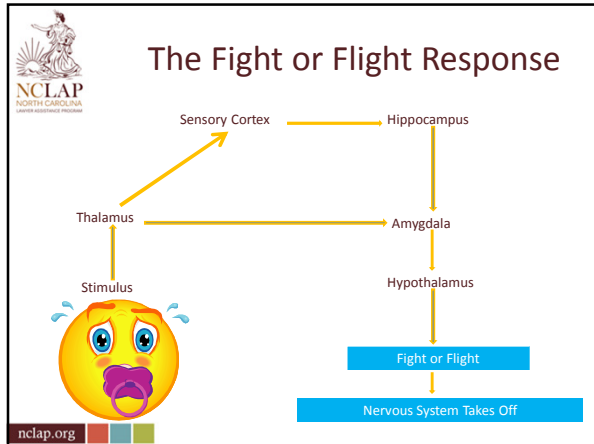 NCLAP
NORTH CAROLINA
LAWYER ASSISTANCE PROGRAM
The Fight or Flight Response
Sensory Cortex
Hippocampus
Thalamus
Amygdala
Stimulus
Hypothalamus
Fight or Flight
Nervous System Takes Off
nclap.org